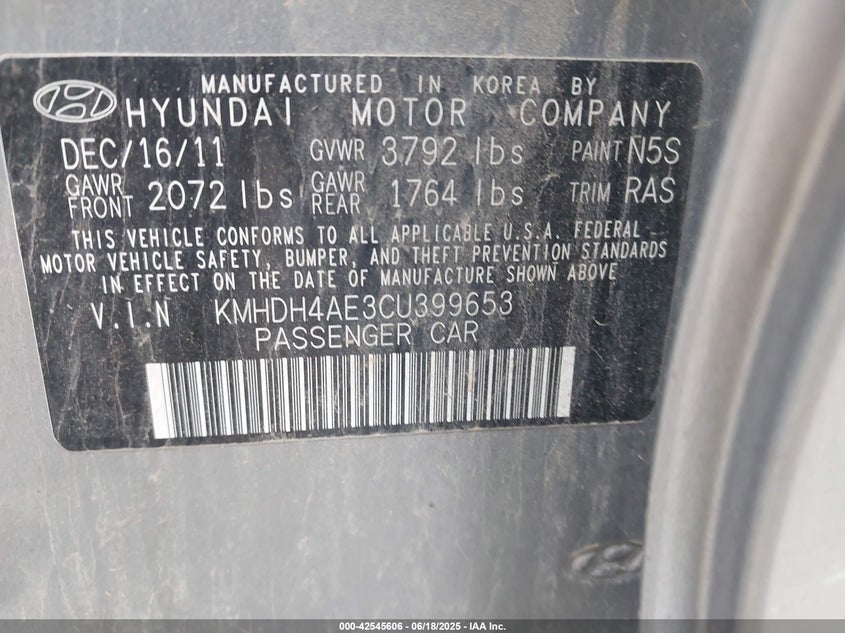 MANUFACTURED IN KOREA BY
HYUNDAI MOTOR COMPANY
DEC/16/11 GVWR 3792 lbs PAINT N5S
GAWR FRONT 2072 lbs GAWR REAR 1764 lbs TRIM RAS
THIS VEHICLE CONFORMS TO ALL APPLICABLE U.S.A. FEDERAL
MOTOR VEHICLE SAFETY, BUMPER, AND THEFT PREVENTION STANDARDS
IN EFFECT ON THE DATE OF MANUFACTURE SHOWN ABOVE
V.I.N KMHDH4AE3CU399653
PASSENGER CAR
000-42545606 - 06/18/2025 - IAA Inc.